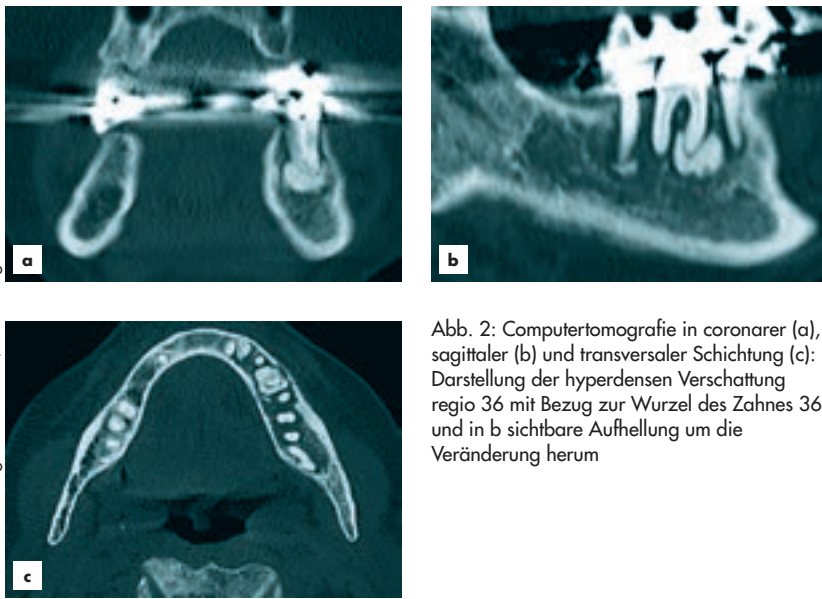 a
b
Abb. 2: Computertomografie in coronarer (a),
sagittaler (b) und transversaler Schichtung (c):
Darstellung der hyperdensen Verschattung
regio 36 mit Bezug zur Wurzel des Zahnes 36
und in b sichtbare Aufhellung um die
Veränderung herum
c